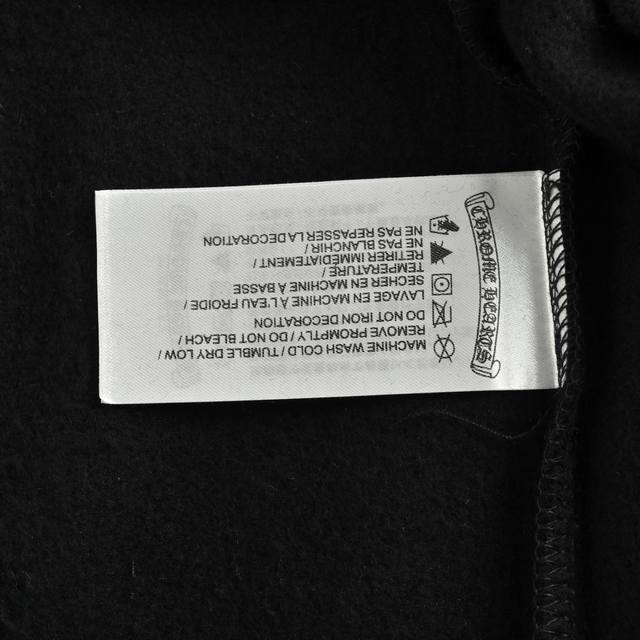 CHROME HEARTS
MACHINE WASH COLD / TUMBLE DRY LOW /
REMOVE PROMPTLY / DO NOT BLEACH /
DO NOT IRON DECORATION
LAVAGE EN MACHINE À L'EAU FROIDE /
SECHER EN MACHINE À BASSE
TEMPERATURE /
RETIRER IMMÉDIATEMENT /
NE PAS BLANCHIR /
NE PAS REPASSER LA DECORATION